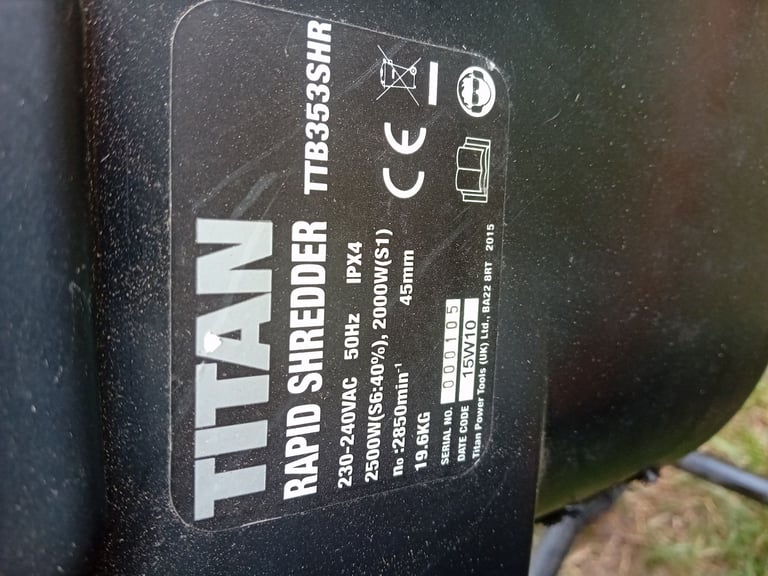 TITAN
RAPID SHREDDER TTB353SHR
230-240VAC 50Hz IPX4
2500W(S6:40%), 2000W(S1)
no :2850min-1 45mm
19.6KG
CE
SERIAL NO. 000105
DATE CODE 15W10
Titan Power Tools (UK) Ltd., BA22 8RT 2015